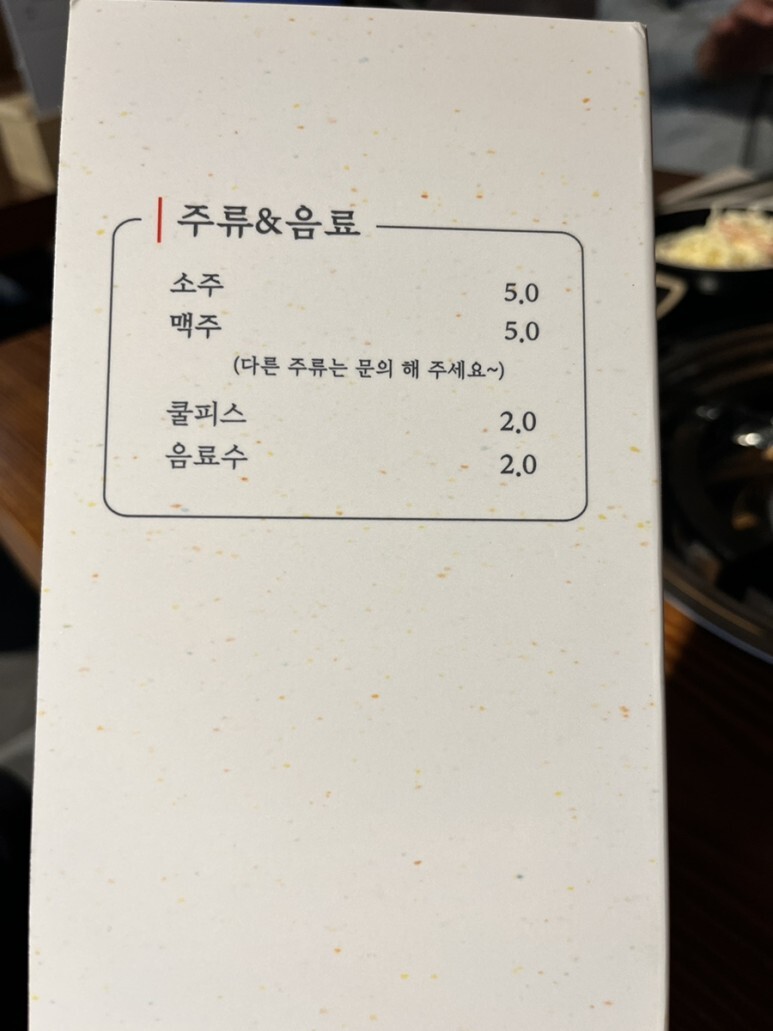 주류&음료
소주 5.0
맥주 5.0
(다른 주류는 문의 해 주세요~)
쿨피스 2.0
음료수 2.0